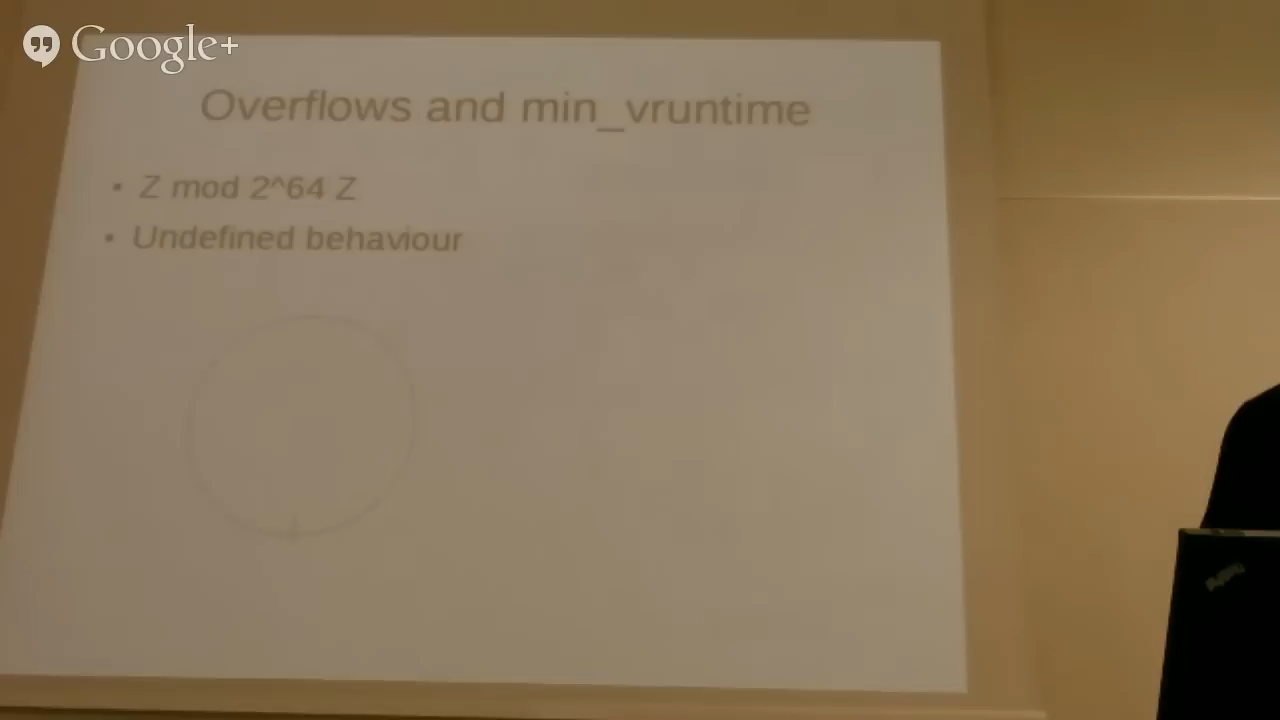 Google+
Overflows and min_vruntime
• Z mod 2^64 Z
• Undefined behaviour